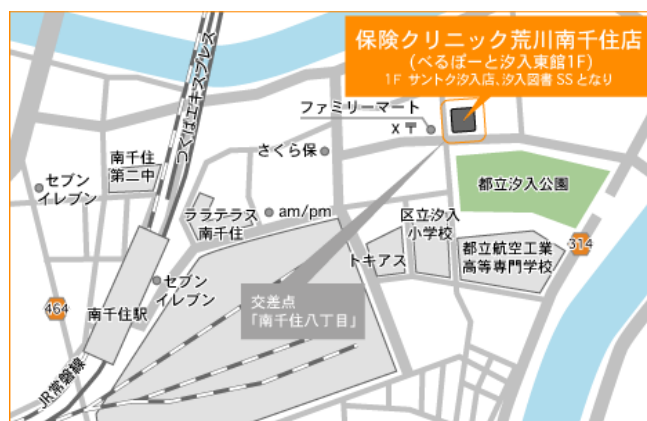 保険クリニック荒川南千住店
(べるぽーと汐入東館1F)
1F サントク汐入店、汐入図書 SSとなり
ファミリーマート
X〒
つくばエキスプレス
さくら保
南千住
第二中
セブン
イレブン
都立汐入公園
ララテラス
南千住
am/pm
区立汐入
小学校
トキアス
都立航空工業
高等専門学校
314
セブン
イレブン
464
南千住駅
交差点
「南千住八丁目」
JR常磐線